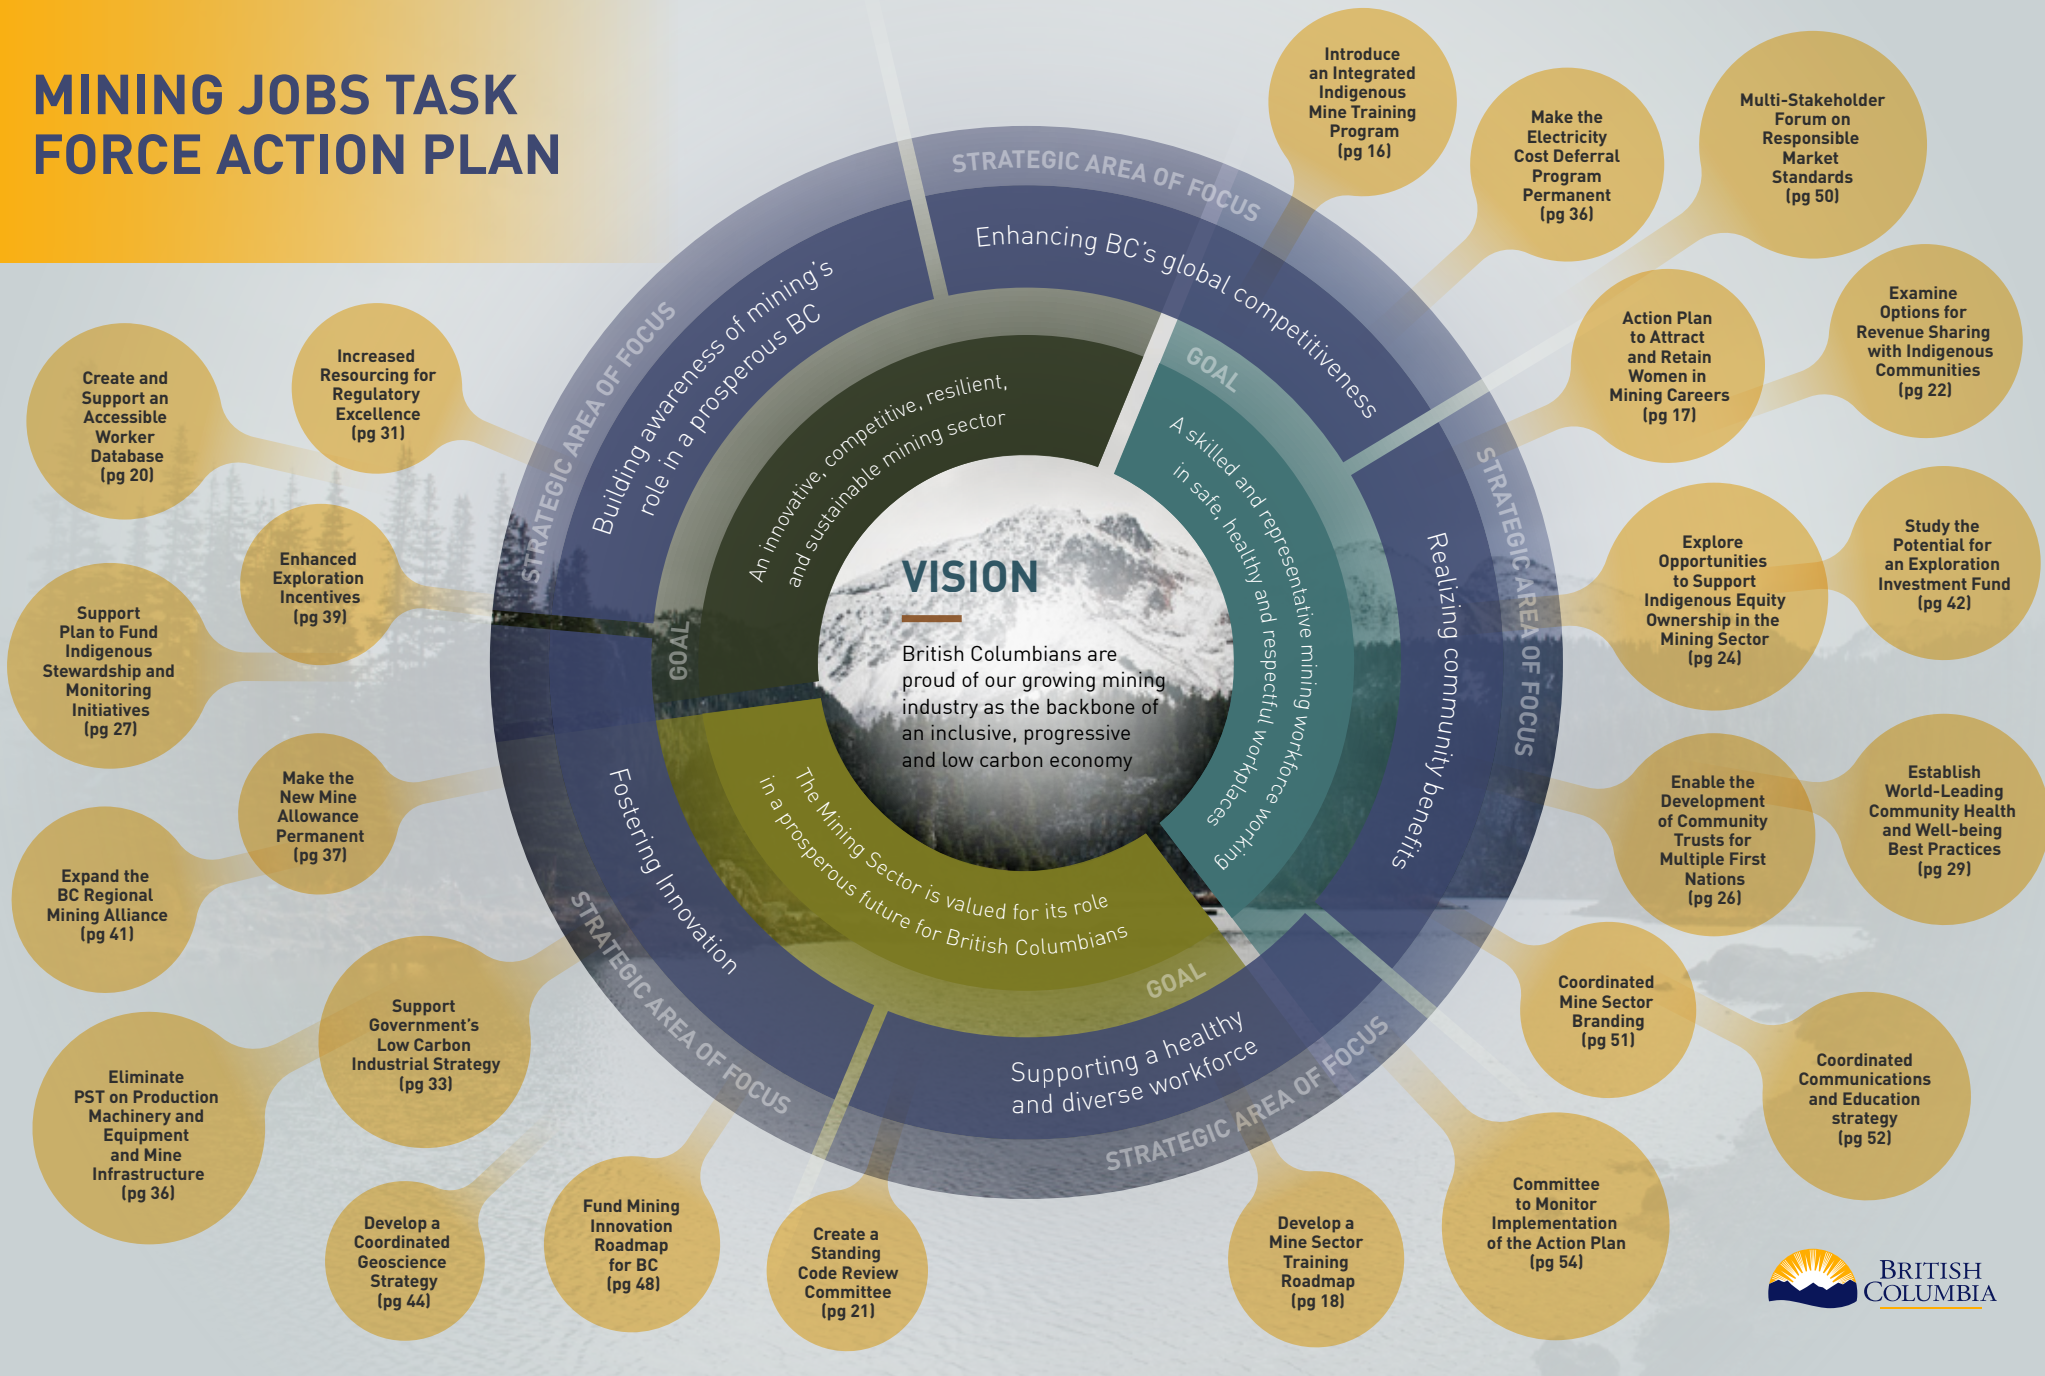 MINING JOBS TASK
FORCE ACTION PLAN
VISION
British Columbians are
proud of our growing mining
industry as the backbone of
an inclusive, progressive
and low carbon economy
GOAL
An innovative, competitive, resilient,
and sustainable mining sector
GOAL
A skilled and representative mining workforce working
in safe, healthy and respectful workplaces
GOAL
The Mining Sector is valued for its role
in a prosperous future for British Columbians
STRATEGIC AREA OF FOCUS
Building awareness of mining's
role in a prosperous BC
STRATEGIC AREA OF FOCUS
Enhancing BC's global competitiveness
STRATEGIC AREA OF FOCUS
Realizing community benefits
STRATEGIC AREA OF FOCUS
Supporting a healthy
and diverse workforce
STRATEGIC AREA OF FOCUS
Fostering Innovation
Introduce
an Integrated
Indigenous
Mine Training
Program
(pg 16)
Make the
Electricity
Cost Deferral
Program
Permanent
(pg 36)
Multi-Stakeholder
Forum on
Responsible
Market
Standards
(pg 50)
Action Plan
to Attract
and Retain
Women in
Mining Careers
(pg 17)
Examine
Options for
Revenue Sharing
with Indigenous
Communities
(pg 22)
Explore
Opportunities
to Support
Indigenous Equity
Ownership in the
Mining Sector
(pg 24)
Study the
Potential for
an Exploration
Investment Fund
(pg 42)
Enable the
Development
of Community
Trusts for
Multiple First
Nations
(pg 26)
Establish
World-Leading
Community Health
and Well-being
Best Practices
(pg 29)
Coordinated
Mine Sector
Branding
(pg 51)
Coordinated
Communications
and Education
strategy
(pg 52)
Committee
to Monitor
Implementation
of the Action Plan
(pg 54)
Develop a
Mine Sector
Training
Roadmap
(pg 18)
Create a
Standing
Code Review
Committee
(pg 21)
Fund Mining
Innovation
Roadmap
for BC
(pg 48)
Develop a
Coordinated
Geoscience
Strategy
(pg 44)
Support
Government's
Low Carbon
Industrial Strategy
(pg 33)
Eliminate
PST on Production
Machinery and
Equipment
and Mine
Infrastructure
(pg 36)
Make the
New Mine
Allowance
Permanent
(pg 37)
Expand the
BC Regional
Mining Alliance
(pg 41)
Enhanced
Exploration
Incentives
(pg 39)
Support
Plan to Fund
Indigenous
Stewardship and
Monitoring
Initiatives
(pg 27)
Increased
Resourcing for
Regulatory
Excellence
(pg 31)
Create and
Support an
Accessible
Worker
Database
(pg 20)
BRITISH
COLUMBIA